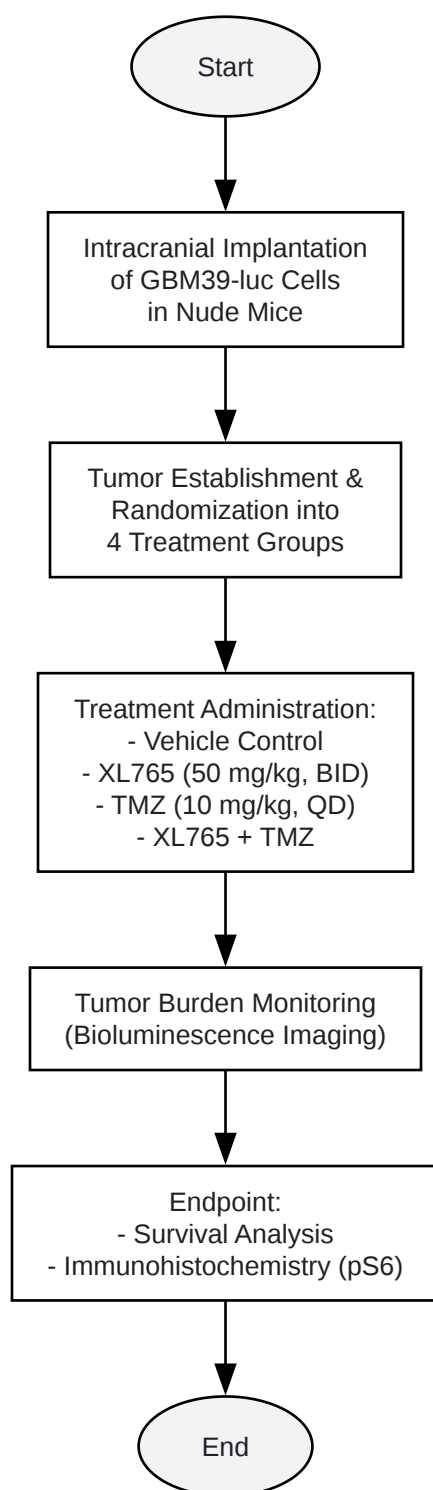 Start
Intracranial Implantation
of GBM39-luc Cells
in Nude Mice
Tumor Establishment &
Randomization into
4 Treatment Groups
Treatment Administration:
- Vehicle Control
- XL765 (50 mg/kg, BID)
- TMZ (10 mg/kg, QD)
- XL765 + TMZ
Tumor Burden Monitoring
(Bioluminescence Imaging)
Endpoint:
- Survival Analysis
- Immunohistochemistry (pS6)
End